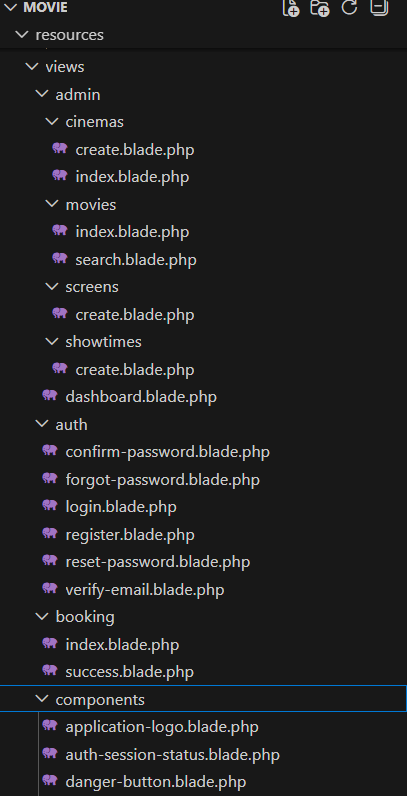 MOVIE
resources
views
admin
cinemas
create.blade.php
index.blade.php
movies
index.blade.php
search.blade.php
screens
create.blade.php
showtimes
create.blade.php
dashboard.blade.php
auth
confirm-password.blade.php
forgot-password.blade.php
login.blade.php
register.blade.php
reset-password.blade.php
verify-email.blade.php
booking
index.blade.php
success.blade.php
components
application-logo.blade.php
auth-session-status.blade.php
danger-button.blade.php